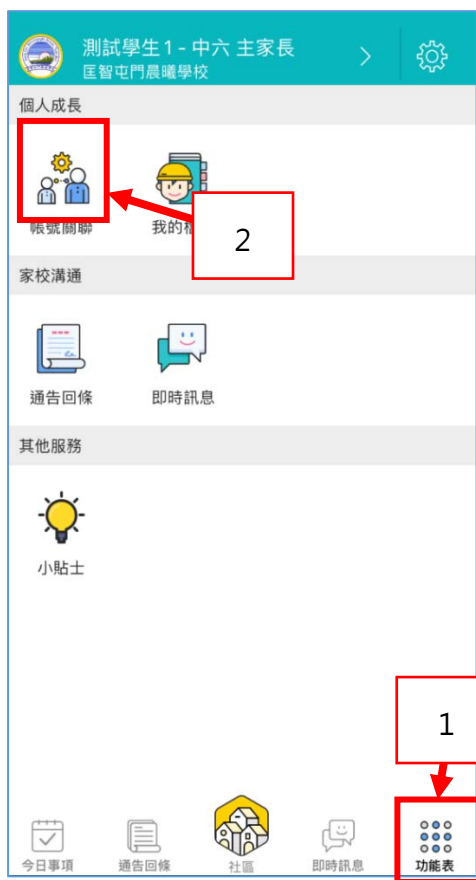 測試學生1 - 中六 主家長
匡智屯門晨曦學校
個人成長
帳號關聯
我的
2
家校溝通
通告回條
即時訊息
其他服務
小貼士
1
今日事項
通告回條
社區
即時訊息
功能表